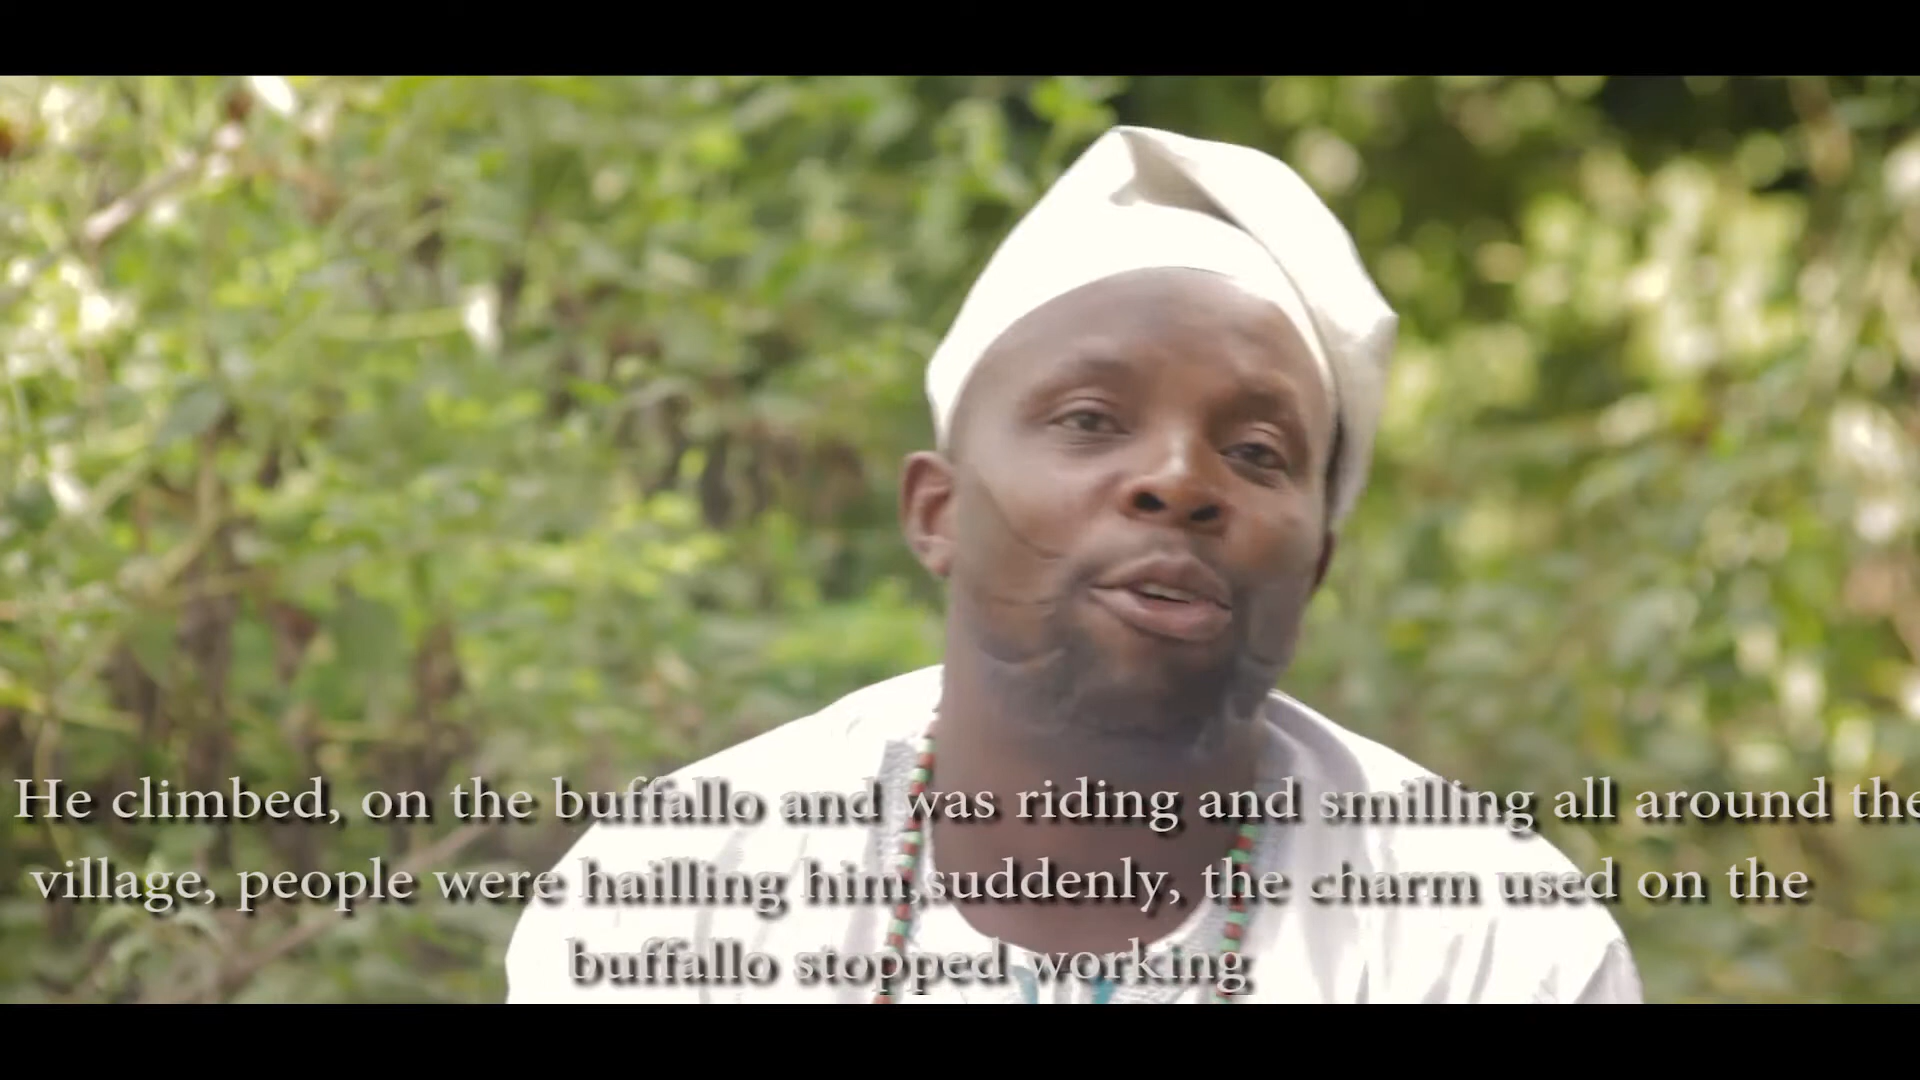 He climbed, on the buffallo and was riding and smilling all around the
village, people were hailling him,suddenly, the charm used on the
buffallo stopped working